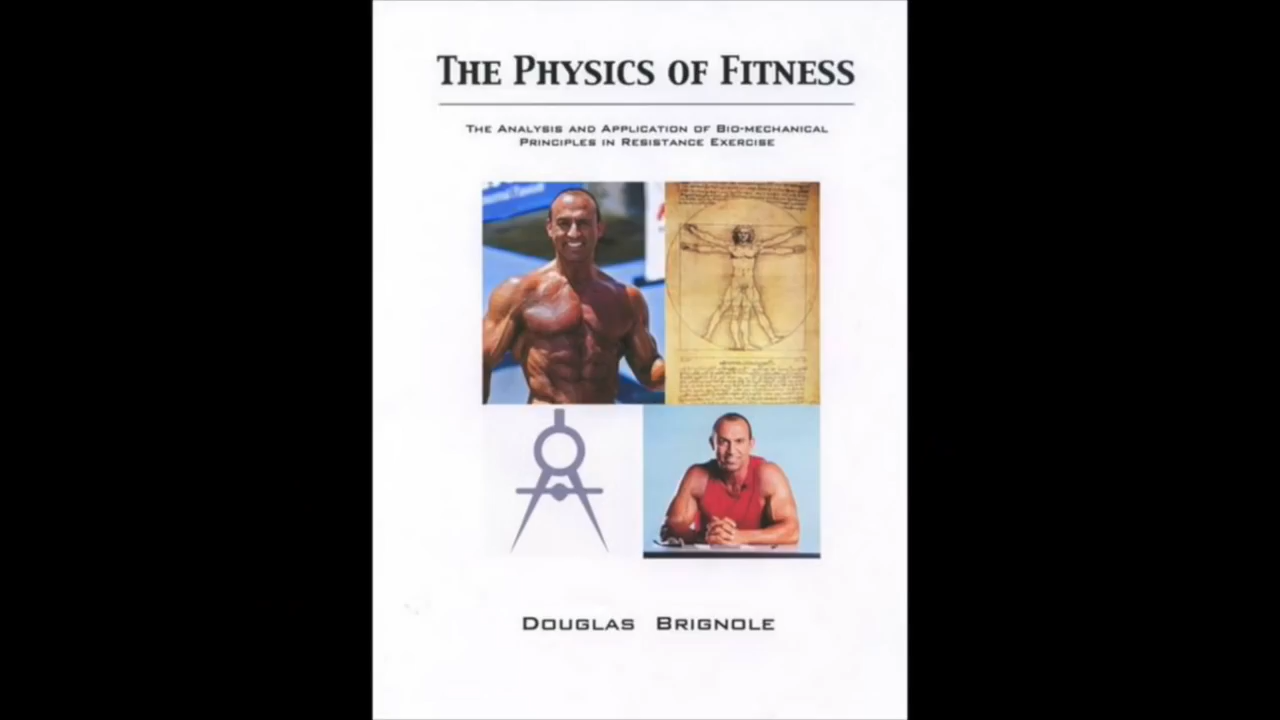 THE PHYSICS OF FITNESS
THE ANALYSIS AND APPLICATION OF BIO-MECHANICAL
PRINCIPLES IN RESISTANCE EXERCISE
DOUGLAS BRIGNOLE